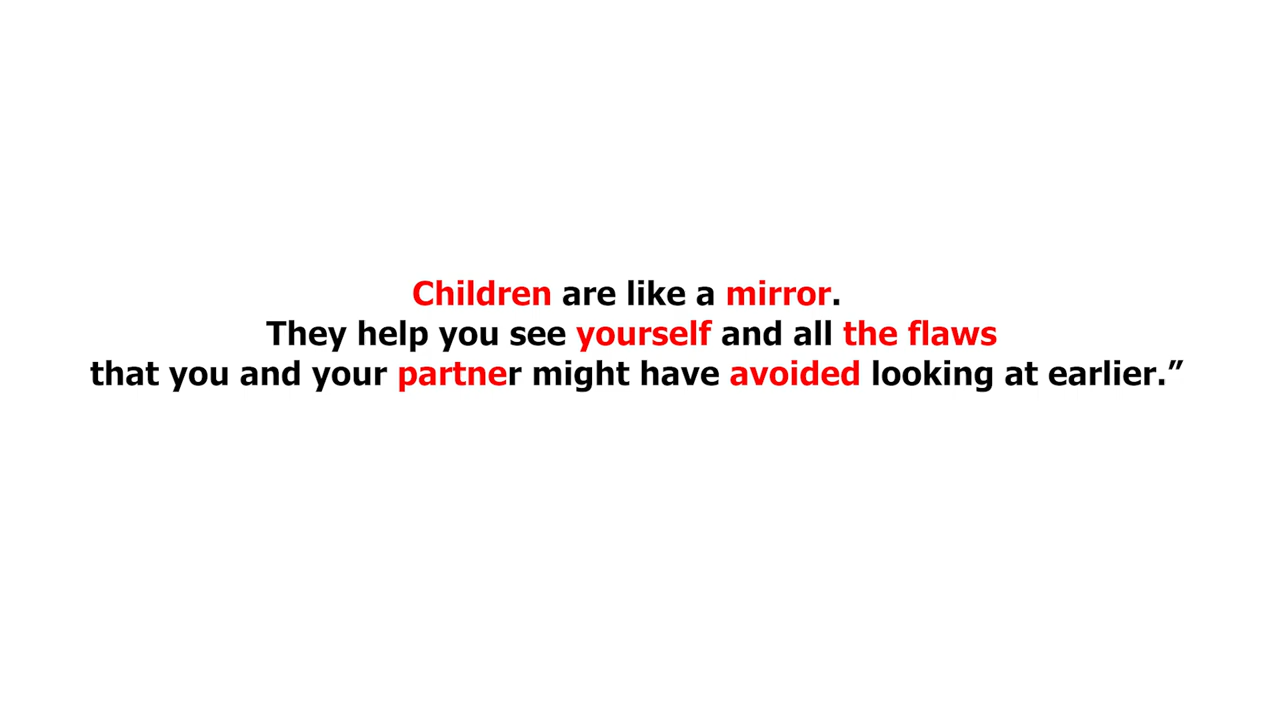 Children are like a mirror.
They help you see yourself and all the flaws
that you and your partner might have avoided looking at earlier.”